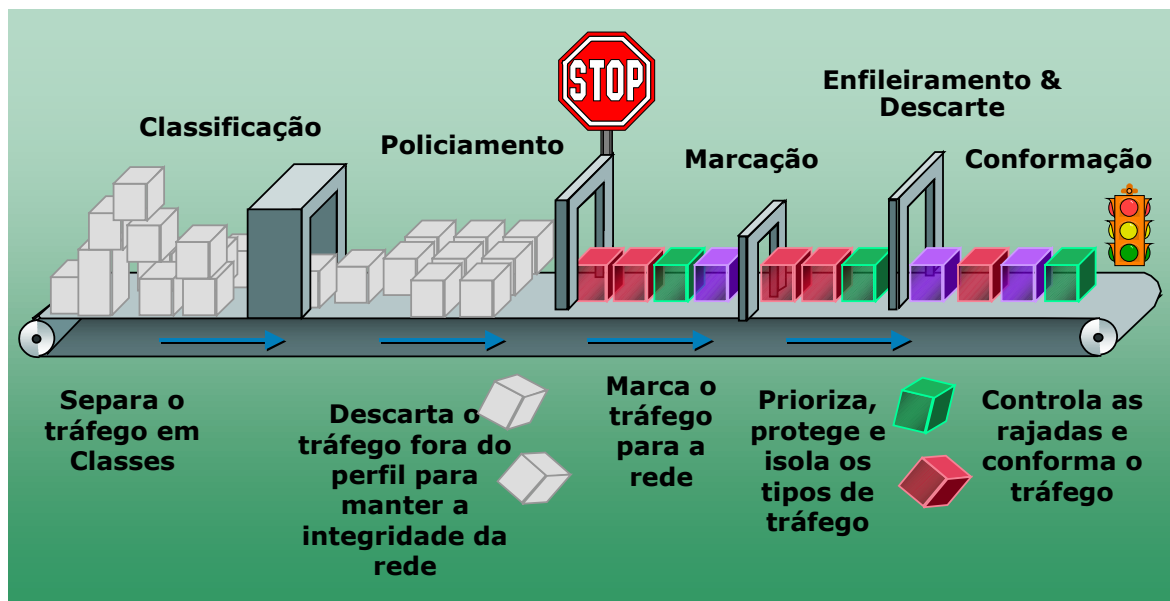 Classificação
Policiamento
STOP
Marcação
Enfileiramento &
Descarte
Conformação
Separa o
tráfego em
Classes
Descarta o
tráfego fora do
perfil para
manter a
integridade da
rede
Marca o
tráfego
para a
rede
Prioriza,
protege e
isola os
tipos de
tráfego
Controla as
rajadas e
conforma o
tráfego